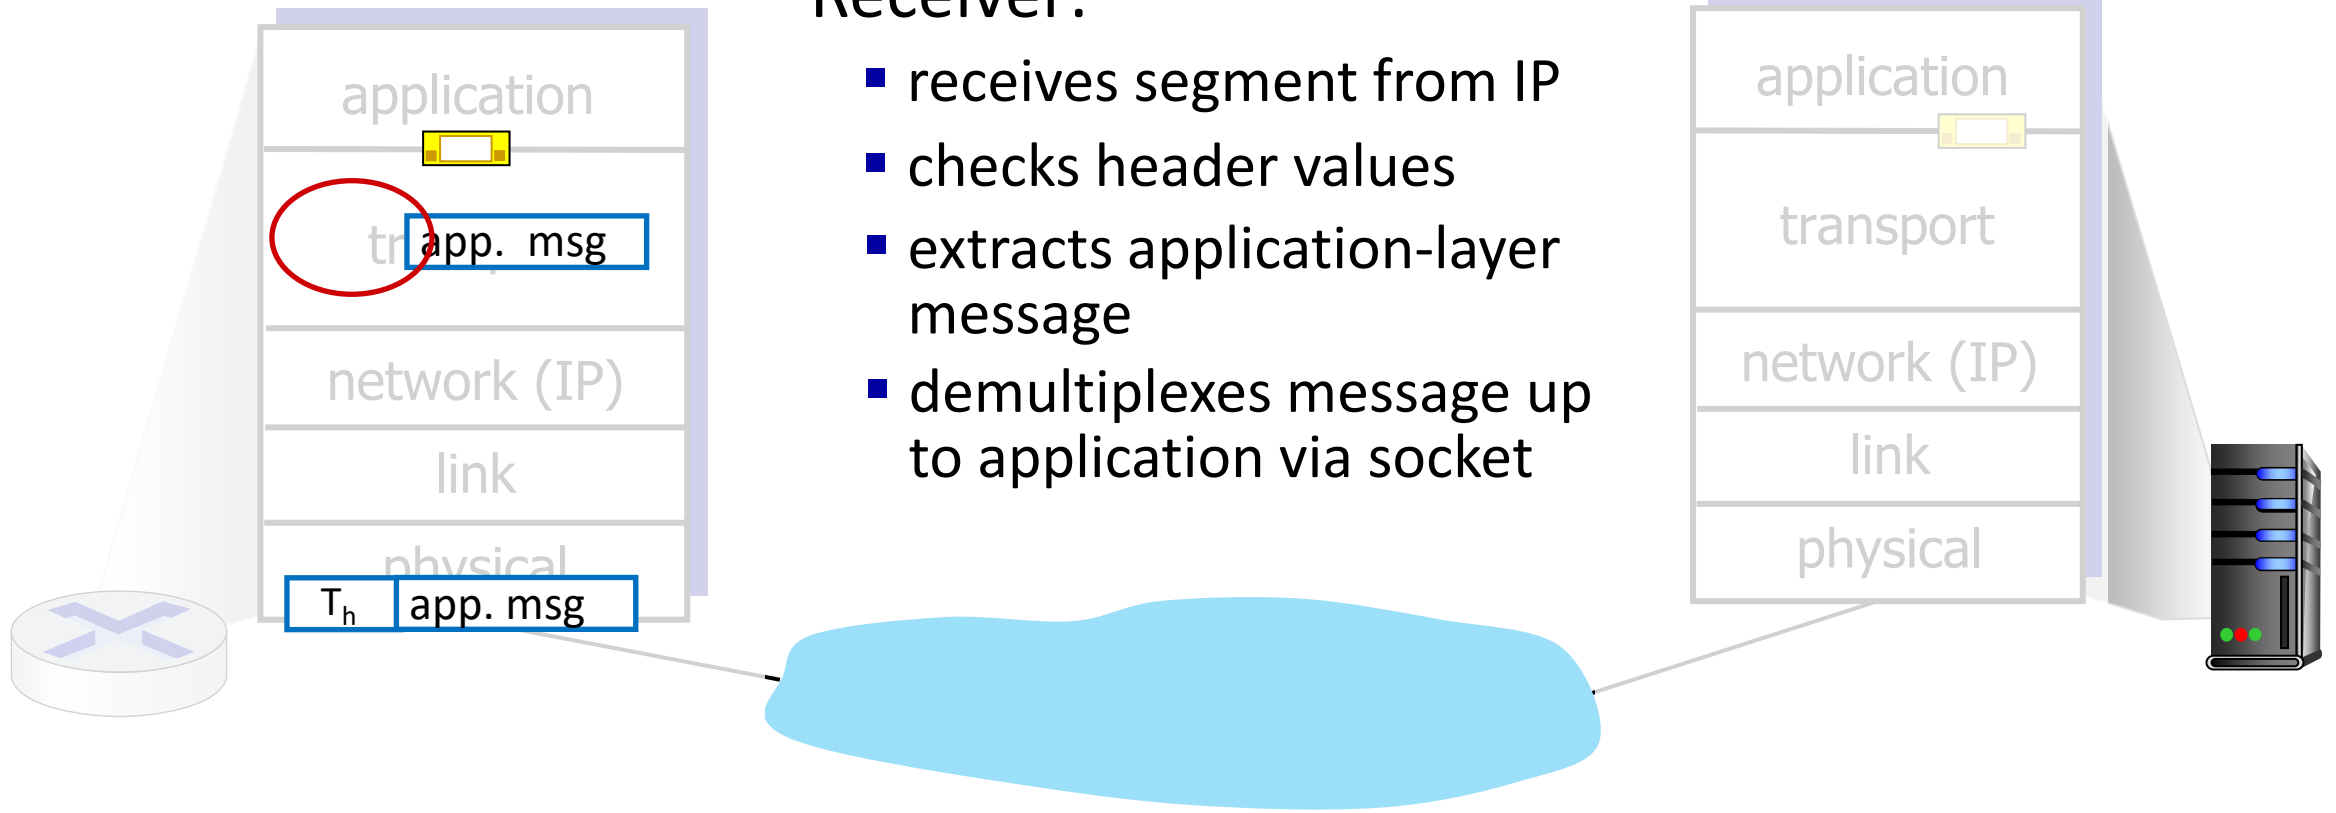 Receiver:
receives segment from IP
checks header values
extracts application-layer
message
demultiplexes message up
to application via socket
application
app. msg
network (IP)
link
physical
Th
app. msg
application
transport
network (IP)
link
physical